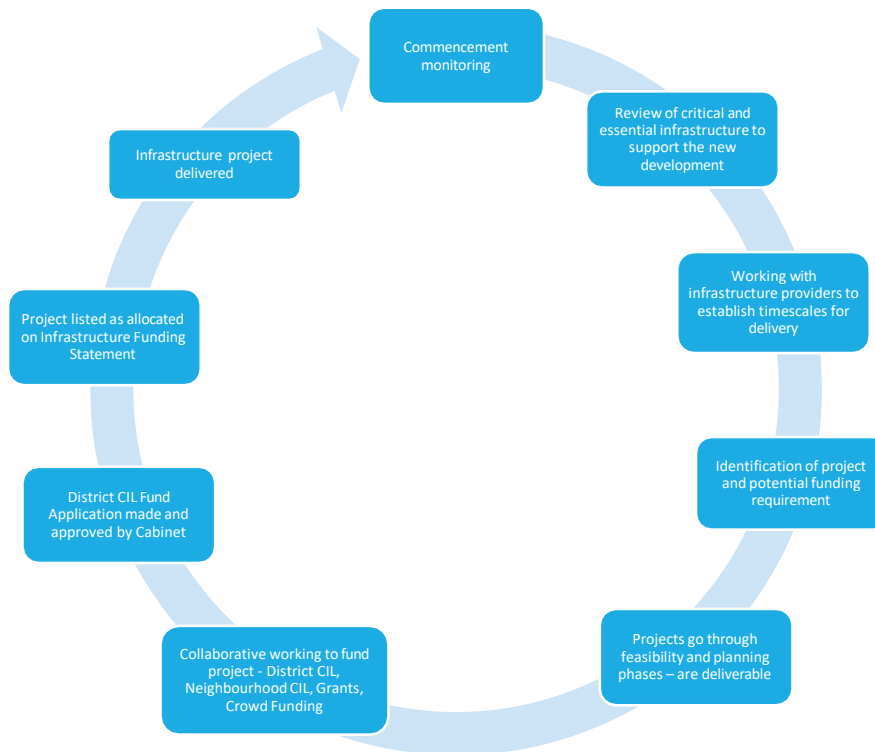 Commencement
monitoring
Review of critical and
essential infrastructure to
support the new
development
Working with
infrastructure providers to
establish timescales for
delivery
Identification of project
and potential funding
requirement
Projects go through
feasibility and planning
phases – are deliverable
Collaborative working to fund
project - District CIL,
Neighbourhood CIL, Grants,
Crowd Funding
District CIL Fund
Application made and
approved by Cabinet
Project listed as allocated
on Infrastructure Funding
Statement
Infrastructure project
delivered